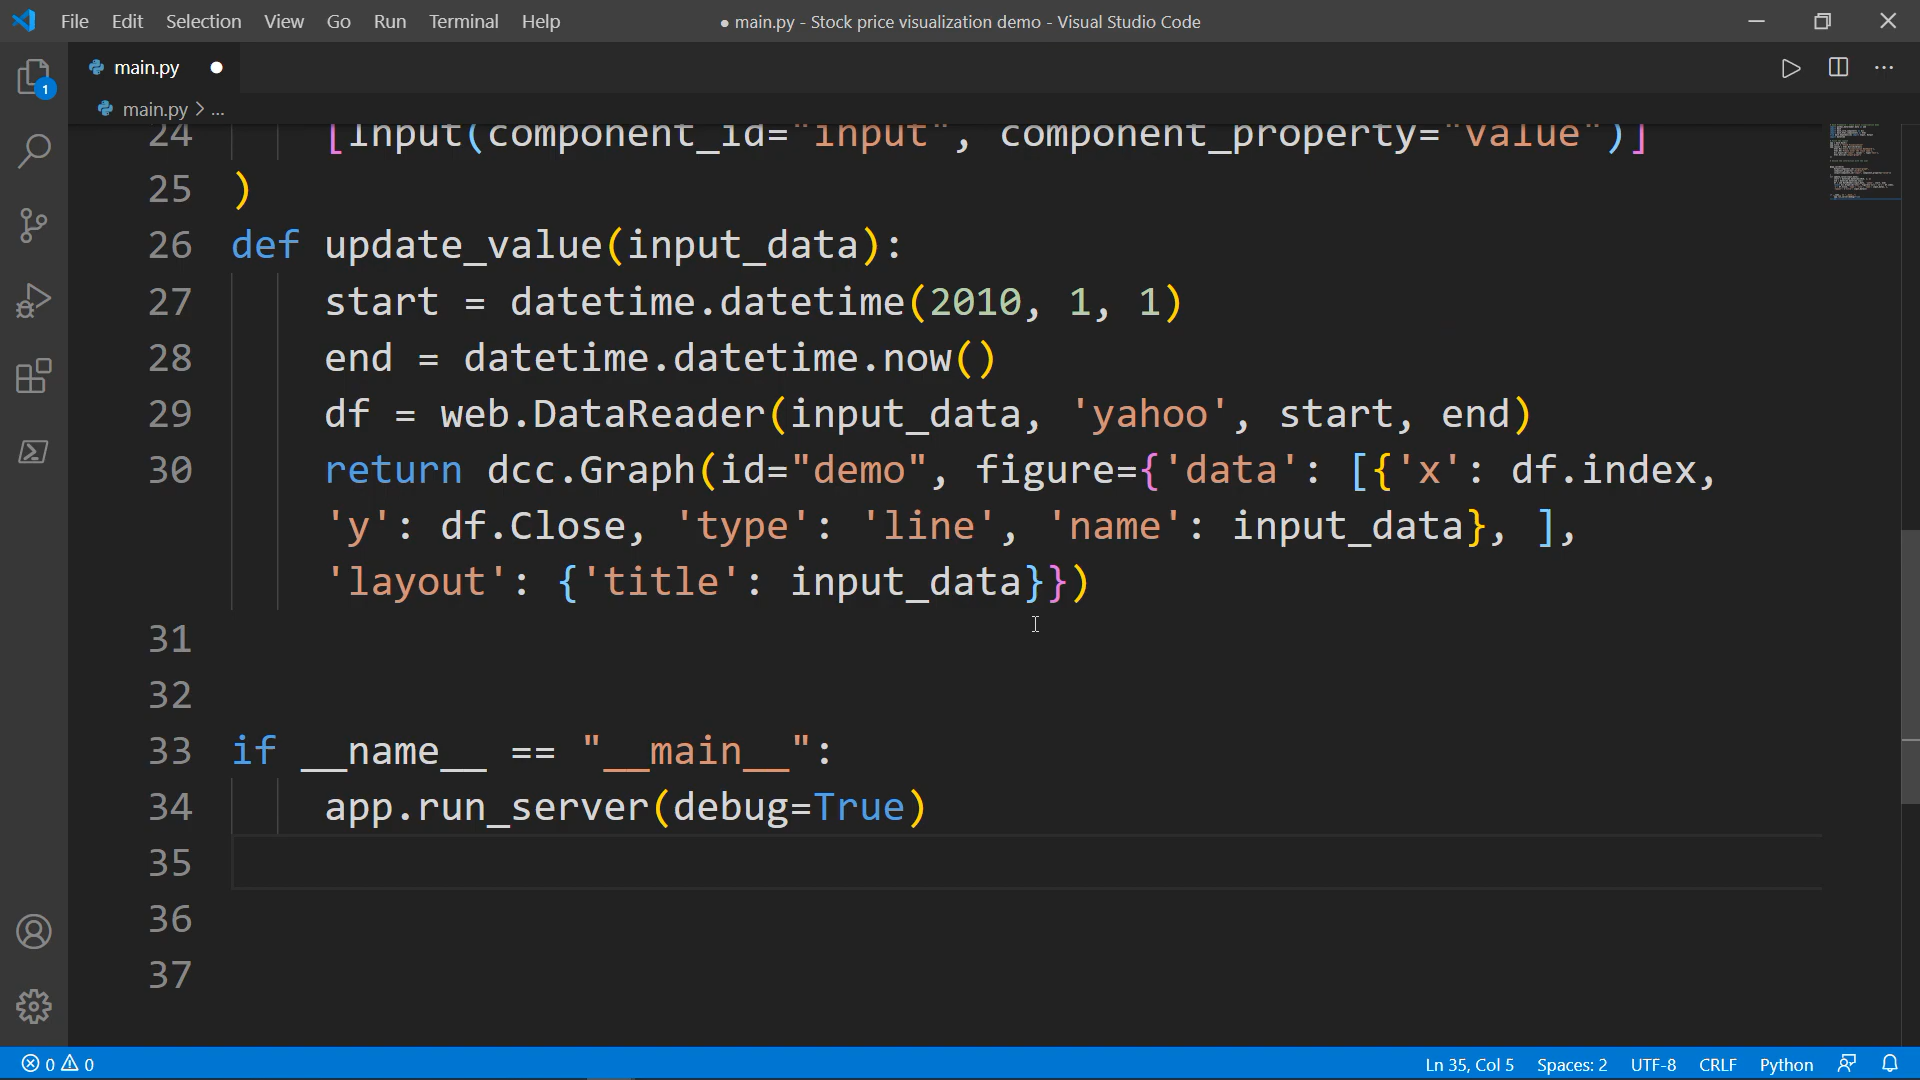 File Edit Selection View Go Run Terminal Help
● main.py - Stock price visualization demo - Visual Studio Code
main.py ●
1
main.py > ...
24 [Input(component_id="input", component_property="value")]
25 )
26 def update_value(input_data):
27 start = datetime.datetime(2010, 1, 1)
28 end = datetime.datetime.now()
29 df = web.DataReader(input_data, 'yahoo', start, end)
30 return dcc.Graph(id="demo", figure={'data': [{'x': df.index,
'y': df.Close, 'type': 'line', 'name': input_data}, ],
'layout': {'title': input_data}})
31
32
33 if __name__ == "__main__":
34 app.run_server(debug=True)
35
36
37
0 0 Ln 35, Col 5 Spaces: 2 UTF-8 CRLF Python